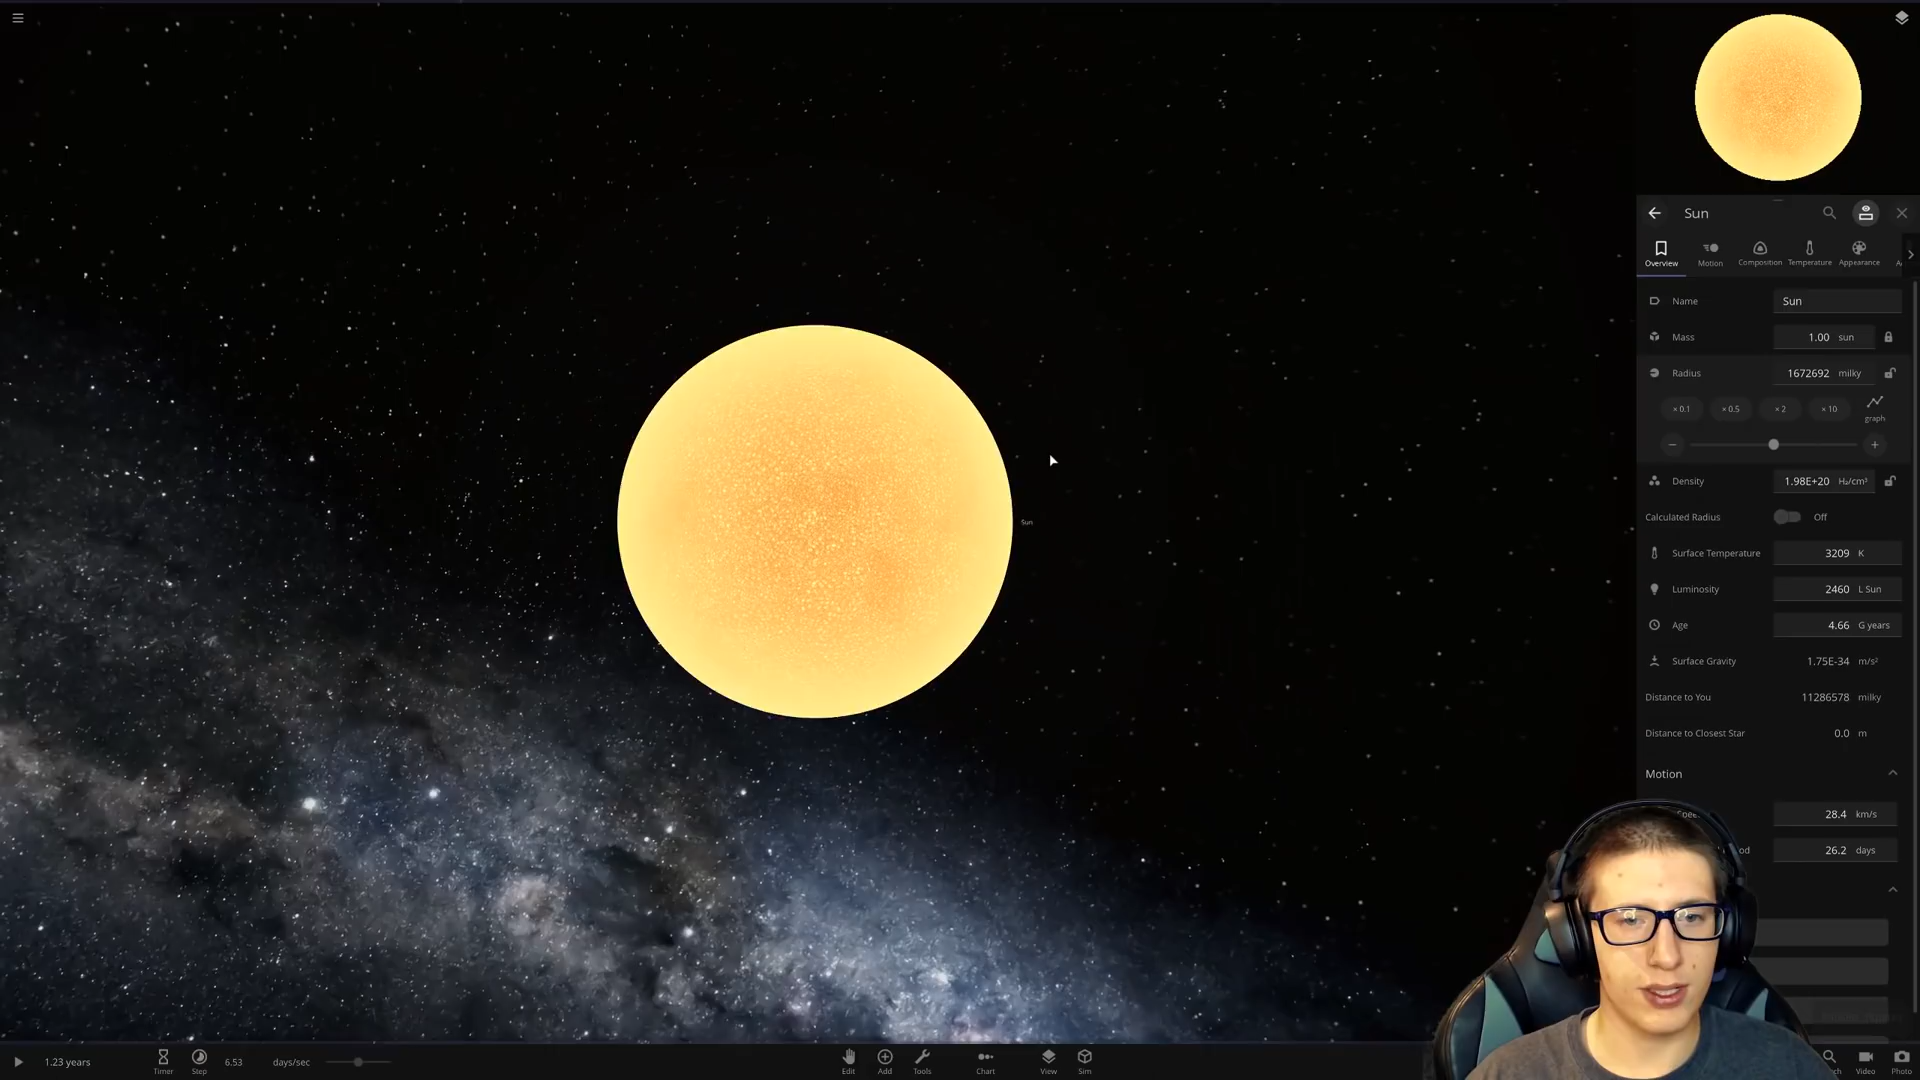 Sun
Overview
Motion
Composition
Temperature
Appearance
Name
Sun
Mass
1.00 sun
Radius
1672692 milky
× 0.1
× 0.5
× 2
× 10
graph
Density
1.98E+20 H₂/cm³
Calculated Radius
Off
Surface Temperature
3209 K
Luminosity
2460 L Sun
Age
4.66 G years
Surface Gravity
1.75E-34 m/s²
Distance to You
11286578 milky
Distance to Closest Star
0.0 m
Motion
28.4 km/s
od
26.2 days
Sun
1.23 years
Timer
Step
6.53
days/sec
Edit
Add
Tools
Chart
View
Sim
ch
Video
Photo